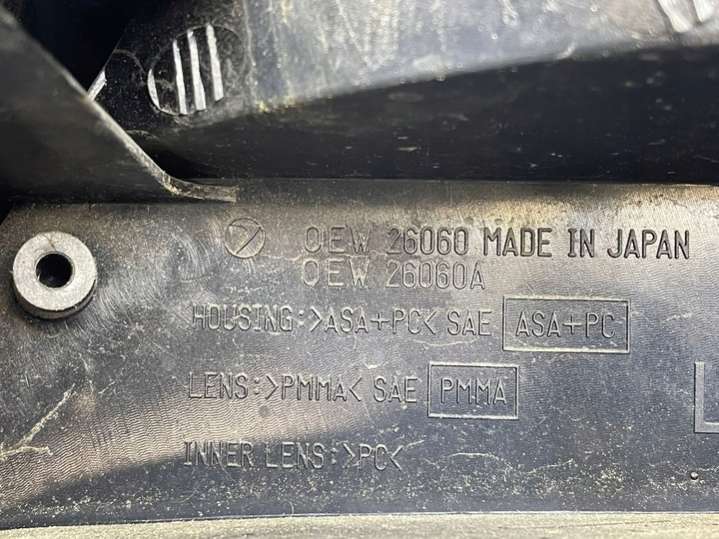 OEW 26060 MADE IN JAPAN
OEW 26060A
HOUSING:>ASA+PC< SAE ASA+PC
LENS:>PMMA< SAE PMMA
INNER LENS:>PC<
L